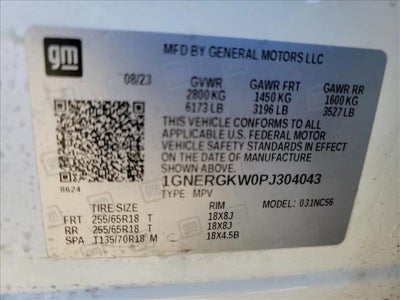 gm
MFD BY GENERAL MOTORS LLC
08/23 GVWR GAWR FRT GAWR RR
2800 KG 1450 KG 1600 KG
6173 LB 3196 LB 3527 LB
THIS VEHICLE CONFORMS TO ALL
APPLICABLE U.S. FEDERAL MOTOR
VEHICLE SAFETY STANDARDS IN
EFFECT ON THE DATE OF MANUFACTURE
SHOWN ABOVE.
1GNERGKW0PJ304043
0624 TYPE: MPV MODEL: 031NC56
TIRE SIZE RIM
FRT 255/65R18 T 18X8J
RR 255/65R18 T 18X8J
SPA T135/70R18 M 18X4.5B